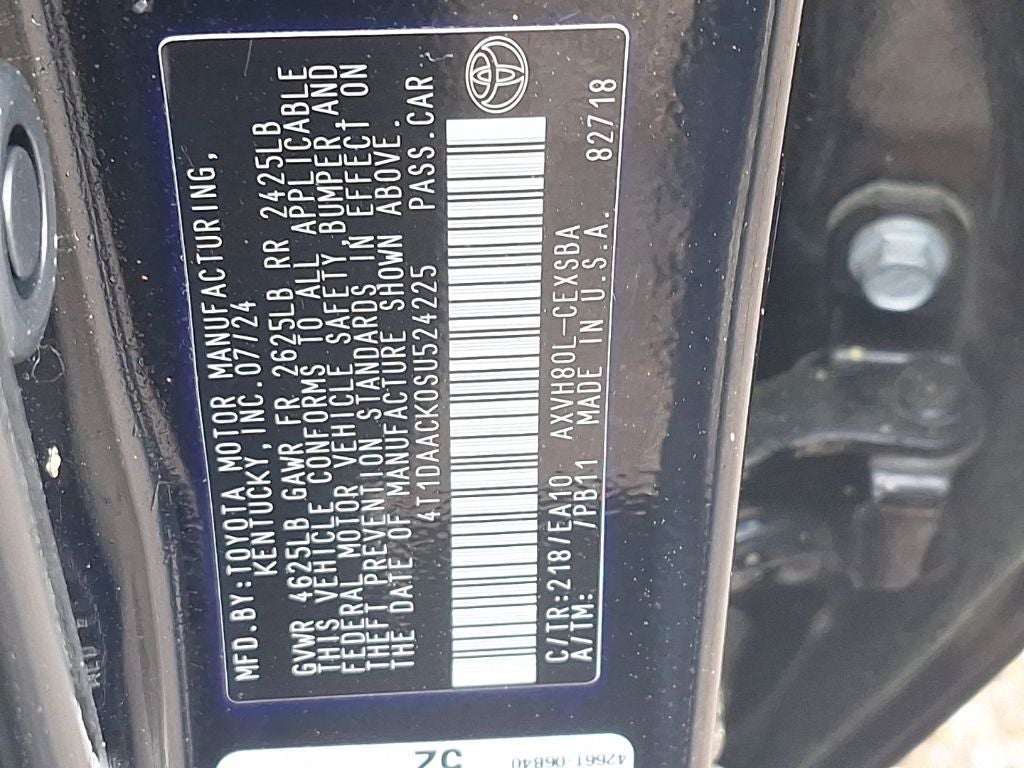 MFD.BY:TOYOTA MOTOR MANUFACTURING,
KENTUCKY, INC.07/24
GVWR 4625LB GAWR FR 2625LB RR 2425LB
THIS VEHICLE CONFORMS TO ALL APPLICABLE
FEDERAL MOTOR VEHICLE SAFETY,BUMPER AND
THEFT PREVENTION STANDARDS IN EFFECT ON
THE DATE OF MANUFACTURE SHOWN ABOVE.
4T1DAACK0SU524225 PASS.CAR
C/TR:218/EA10 AXVH80L-CEXSBA
A/TM: /PB11 MADE IN U.S.A. 82718
42661-06B40